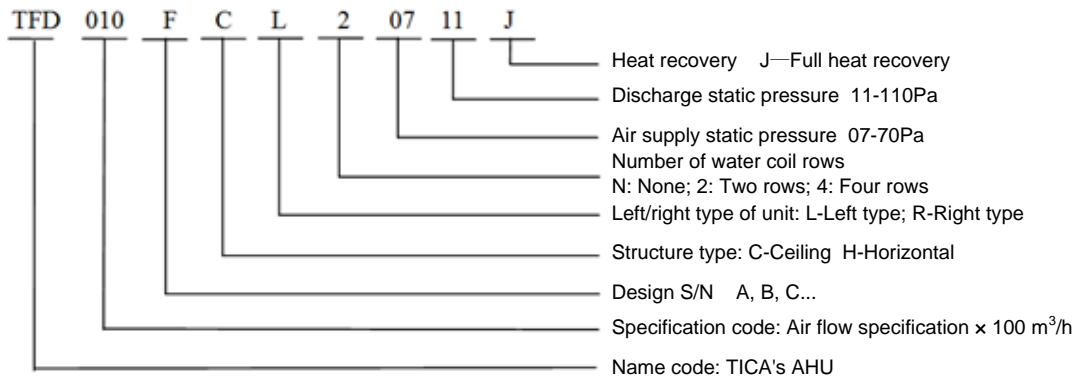 TFD 010 F C L 2 07 11 J
Heat recovery J—Full heat recovery
Discharge static pressure 11-110Pa
Air supply static pressure 07-70Pa
Number of water coil rows
N: None; 2: Two rows; 4: Four rows
Left/right type of unit: L-Left type; R-Right type
Structure type: C-Ceiling H-Horizontal
Design S/N A, B, C...
Specification code: Air flow specification × 100 m³/h
Name code: TICA's AHU